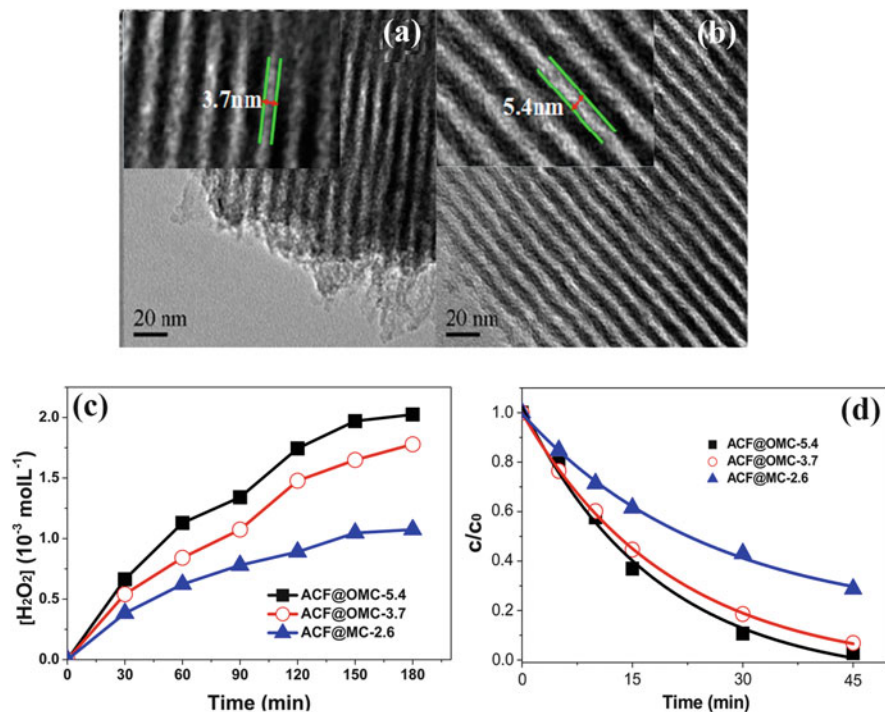 (a)
3.7nm
20 nm
(b)
5.4nm
20 nm
(c)
[H₂O₂] (10⁻³ molL⁻¹)
2.0
1.5
1.0
0.5
0.0
ACF@OMC-5.4
ACF@OMC-3.7
ACF@MC-2.6
0 30 60 90 120 150 180
Time (min)
(d)
c/c₀
1.0
0.8
0.6
0.4
0.2
0.0
ACF@OMC-5.4
ACF@OMC-3.7
ACF@MC-2.6
0 15 30 45
Time (min)